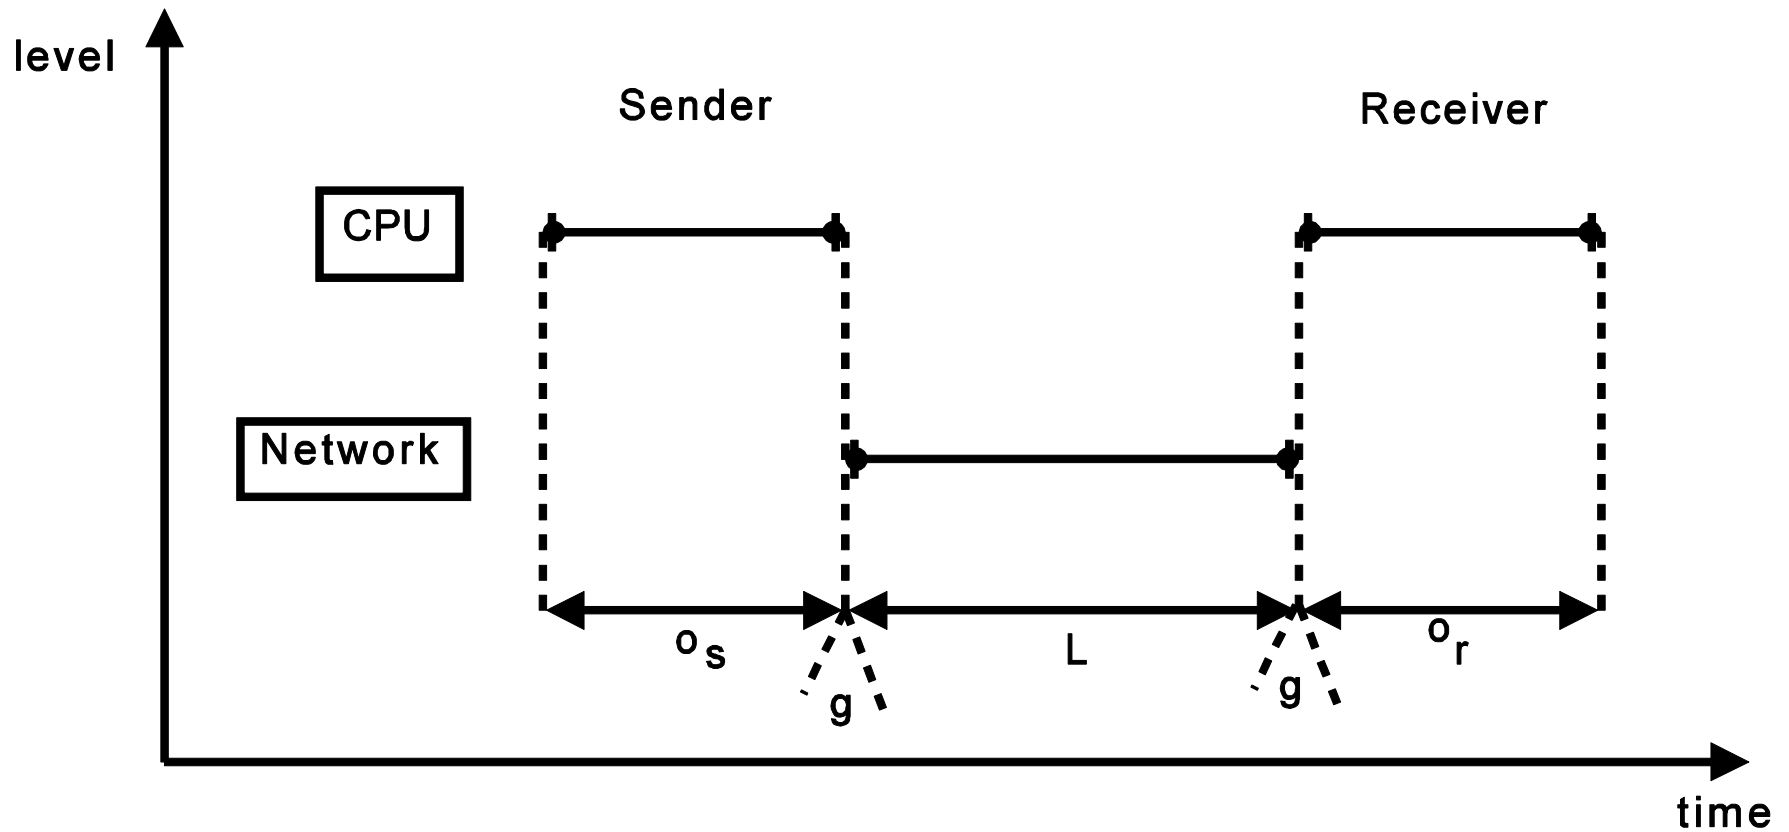 level
Sender
Receiver
CPU
Network
os
L
or
g
g
time